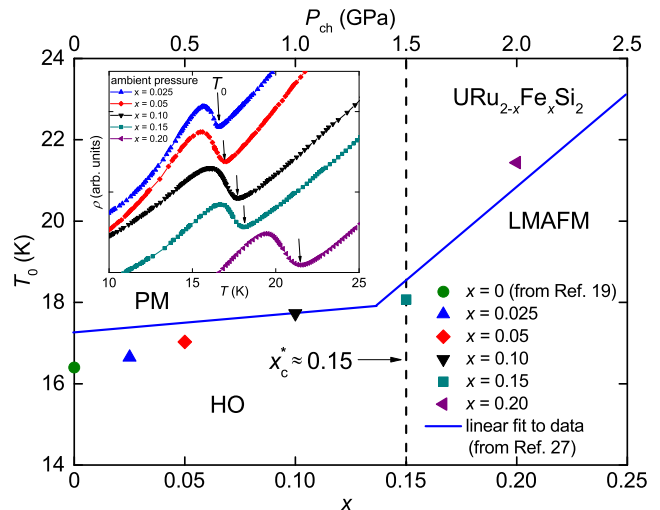 P_ch (GPa)
0.0 0.5 1.0 1.5 2.0 2.5
24
22
20
18
16
14
T_0 (K)
ambient pressure
x = 0.025
x = 0.05
x = 0.10
x = 0.15
x = 0.20
T_0
ρ (arb. units)
10 15 20 25
T (K)
URu_{2-x}Fe_xSi_2
LMAFM
PM
HO
x_c^* ≈ 0.15
x = 0 (from Ref. 19)
x = 0.025
x = 0.05
x = 0.10
x = 0.15
x = 0.20
linear fit to data
(from Ref. 27)
0 0.05 0.10 0.15 0.20 0.25
x